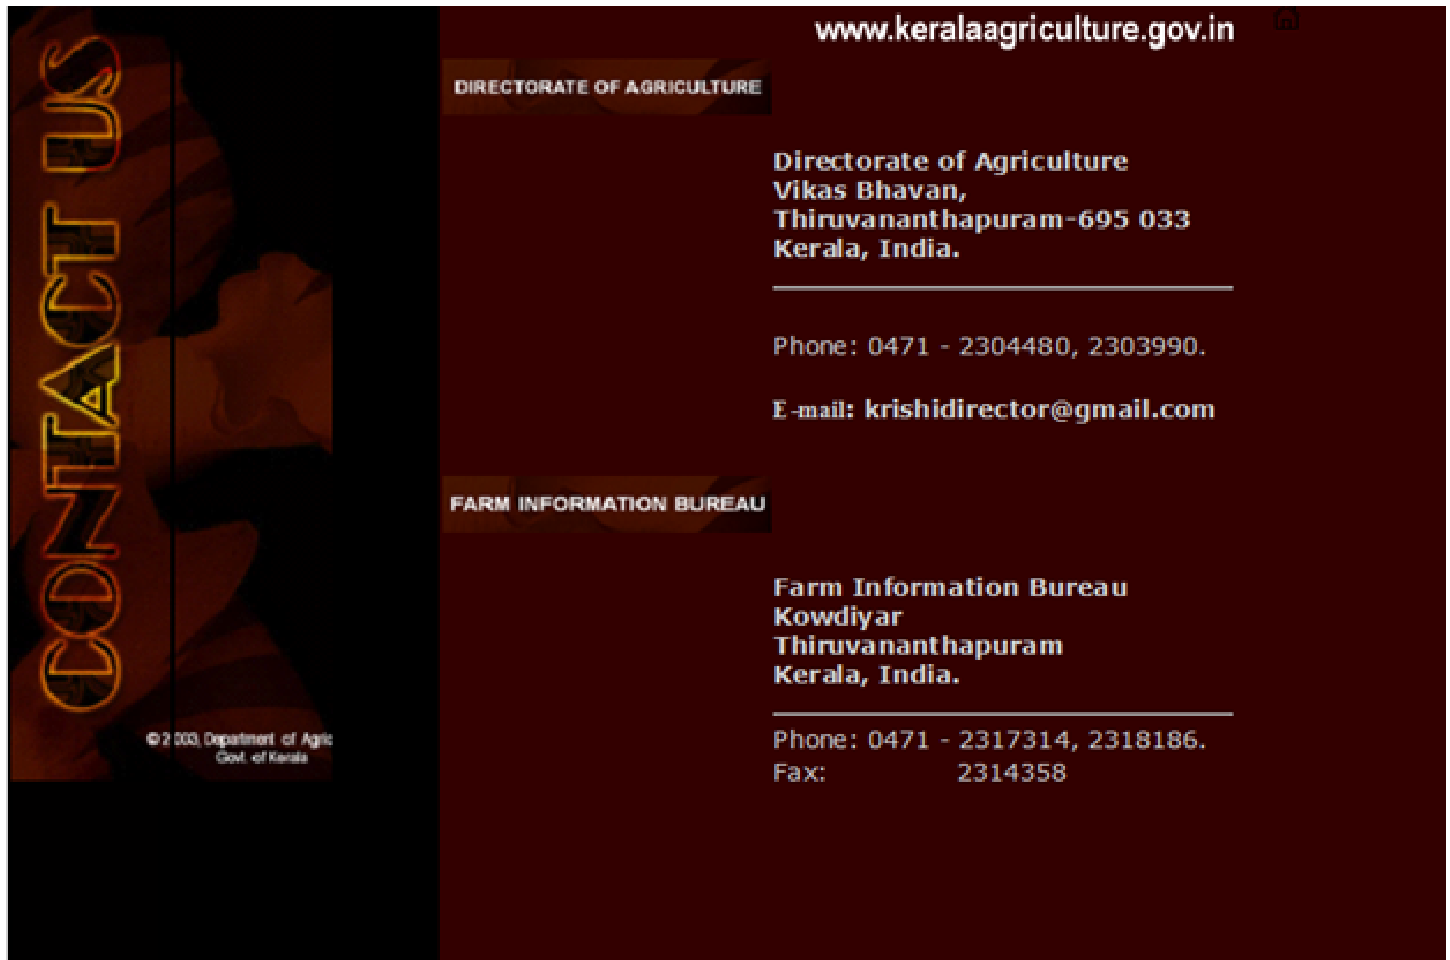 CONTACT US
www.keralaagriculture.gov.in
DIRECTORATE OF AGRICULTURE
Directorate of Agriculture
Vikas Bhavan,
Thiruvananthapuram-695 033
Kerala, India.
Phone: 0471 - 2304480, 2303990.
E-mail: krishidirector@gmail.com
FARM INFORMATION BUREAU
Farm Information Bureau
Kowdiyar
Thiruvananthapuram
Kerala, India.
Phone: 0471 - 2317314, 2318186.
Fax: 2314358
© 2003, Department of Agric
Govt. of Kerala